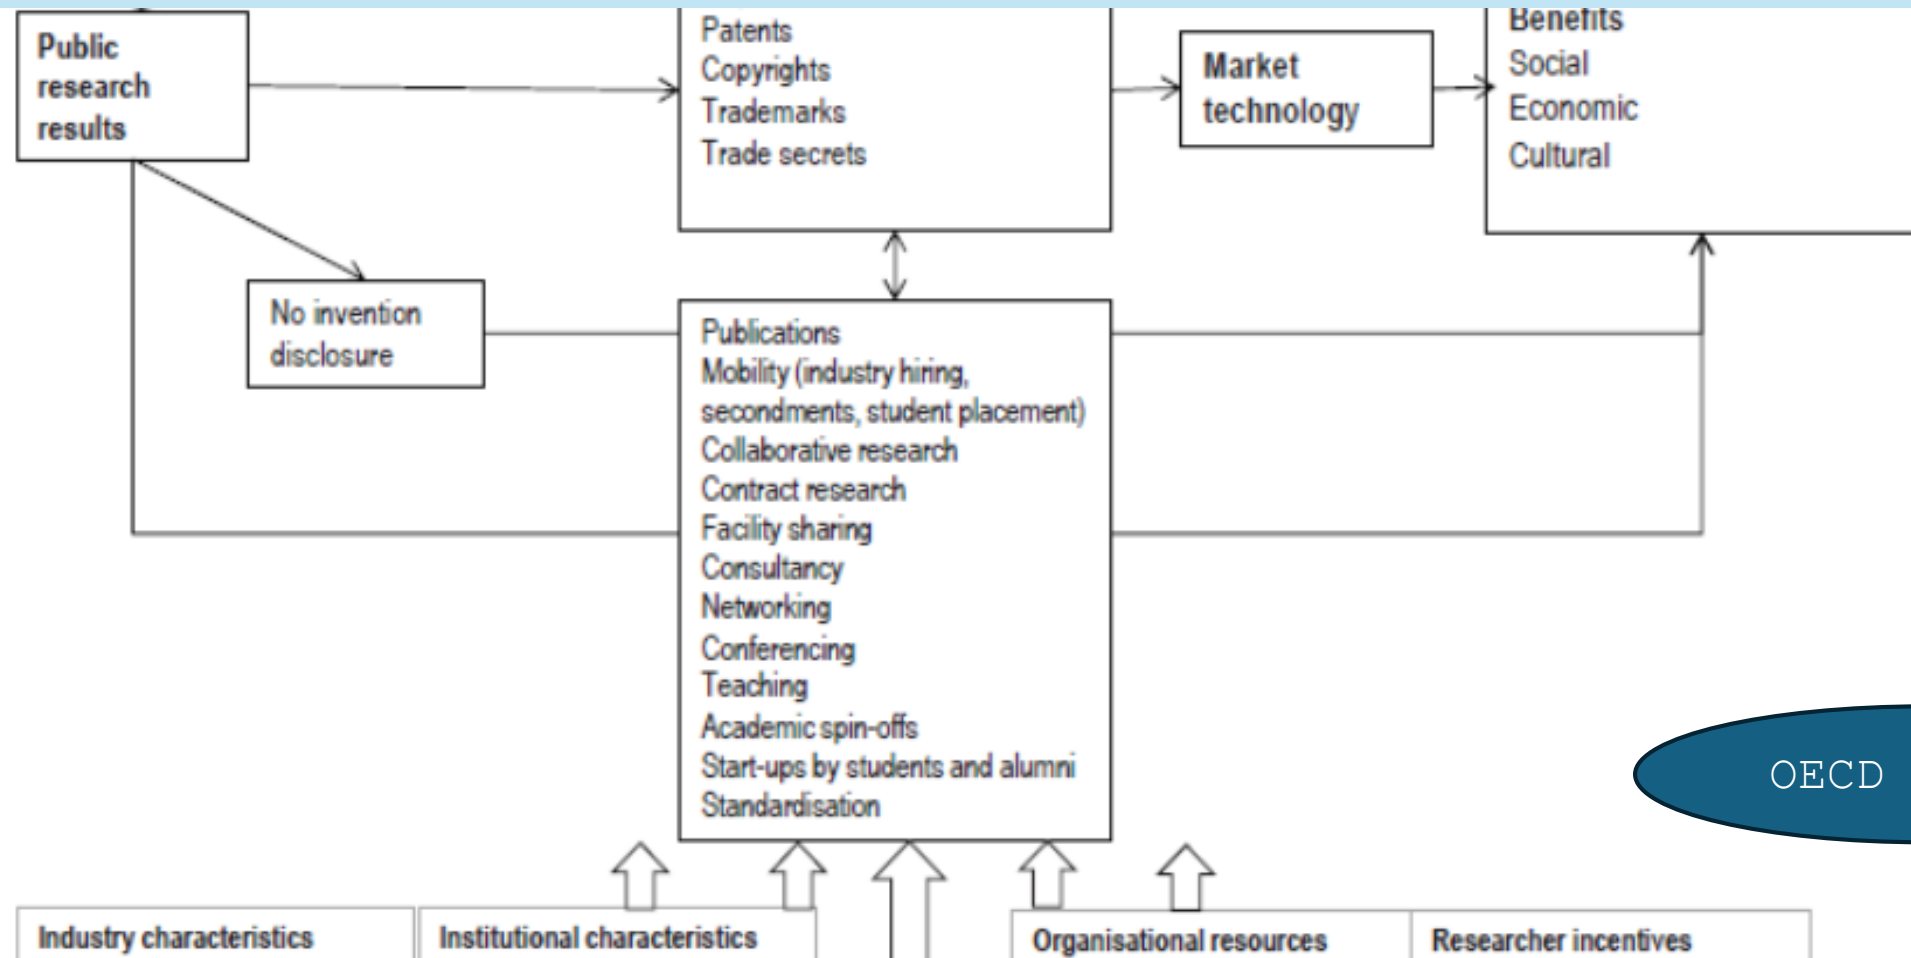 Public
research
results
Patents
Copyrights
Trademarks
Trade secrets
Market
technology
Benefits
Social
Economic
Cultural
No invention
disclosure
Publications
Mobility (industry hiring,
secondments, student placement)
Collaborative research
Contract research
Facility sharing
Consultancy
Networking
Conferencing
Teaching
Academic spin-offs
Start-ups by students and alumni
Standardisation
OECD
Industry characteristics
Institutional characteristics
Organisational resources
Researcher incentives